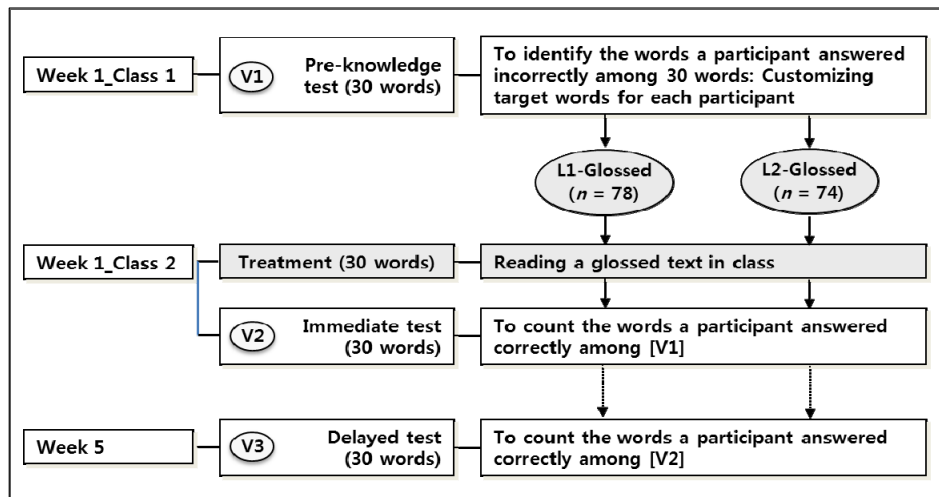 Week 1_Class 1
V1
Pre-knowledge
test (30 words)
To identify the words a participant answered
incorrectly among 30 words: Customizing
target words for each participant
L1-Glossed
(n = 78)
L2-Glossed
(n = 74)
Week 1_Class 2
Treatment (30 words)
Reading a glossed text in class
V2
Immediate test
(30 words)
To count the words a participant answered
correctly among [V1]
Week 5
V3
Delayed test
(30 words)
To count the words a participant answered
correctly among [V2]